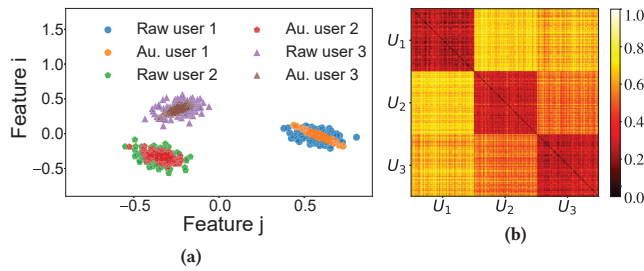 (a)
Raw user 1
Au. user 1
Raw user 2
Au. user 2
Raw user 3
Au. user 3
1.5
1.0
0.5
0.0
−0.5
Feature i
−0.5
0.0
0.5
Feature j
(a)
U1
U2
U3
U1
U2
U3
1.0
0.8
0.6
0.4
0.2
0.0
(b)